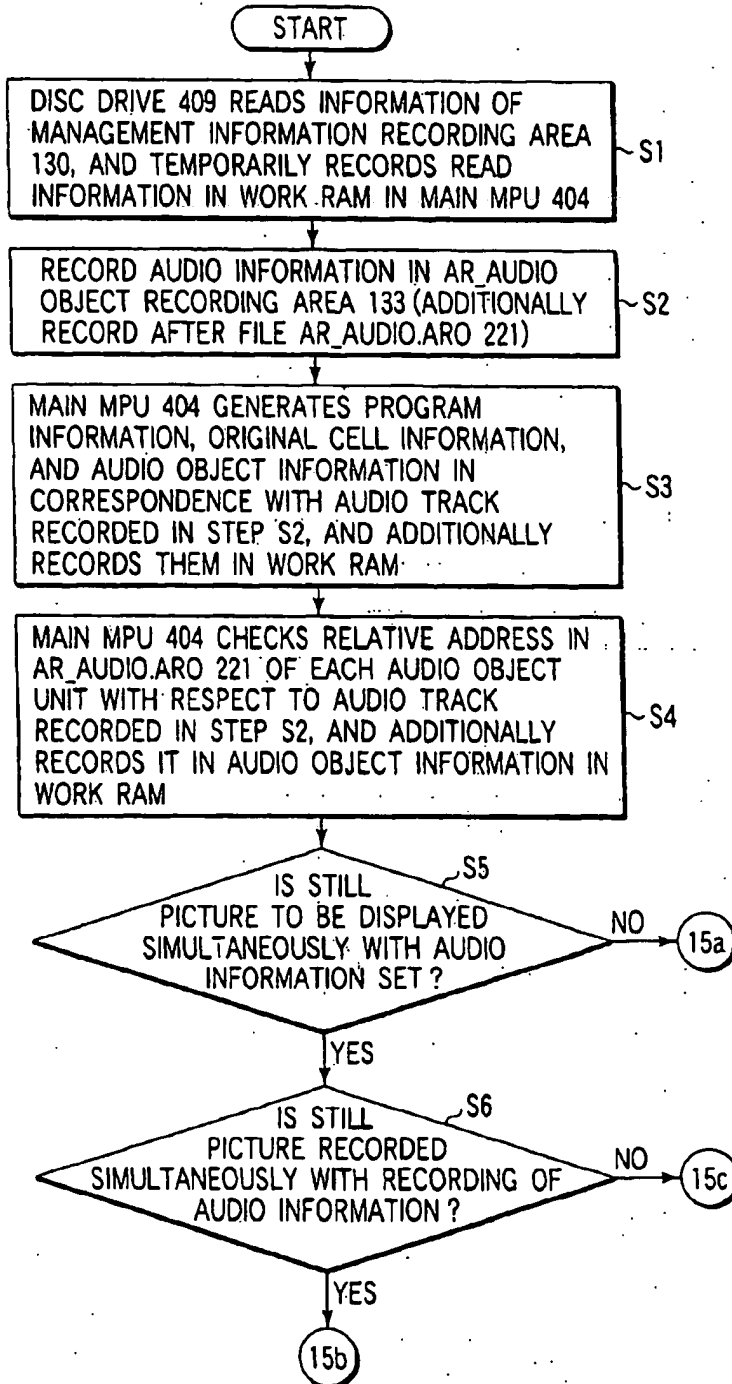 START
DISC DRIVE 409 READS INFORMATION OF
MANAGEMENT INFORMATION RECORDING AREA
130, AND TEMPORARILY RECORDS READ
INFORMATION IN WORK RAM IN MAIN MPU 404
S1
RECORD AUDIO INFORMATION IN AR_AUDIO
OBJECT RECORDING AREA 133 (ADDITIONALLY
RECORD AFTER FILE AR_AUDIO.ARO 221)
S2
MAIN MPU 404 GENERATES PROGRAM
INFORMATION, ORIGINAL CELL INFORMATION,
AND AUDIO OBJECT INFORMATION IN
CORRESPONDENCE WITH AUDIO TRACK
RECORDED IN STEP S2, AND ADDITIONALLY
RECORDS THEM IN WORK RAM
S3
MAIN MPU 404 CHECKS RELATIVE ADDRESS IN
AR_AUDIO.ARO 221 OF EACH AUDIO OBJECT
UNIT WITH RESPECT TO AUDIO TRACK
RECORDED IN STEP S2, AND ADDITIONALLY
RECORDS IT IN AUDIO OBJECT INFORMATION IN
WORK RAM
S4
S5
IS STILL
PICTURE TO BE DISPLAYED
SIMULTANEOUSLY WITH AUDIO
INFORMATION SET ?
NO
15a
YES
S6
IS STILL
PICTURE RECORDED
SIMULTANEOUSLY WITH RECORDING OF
AUDIO INFORMATION ?
NO
15c
YES
15b